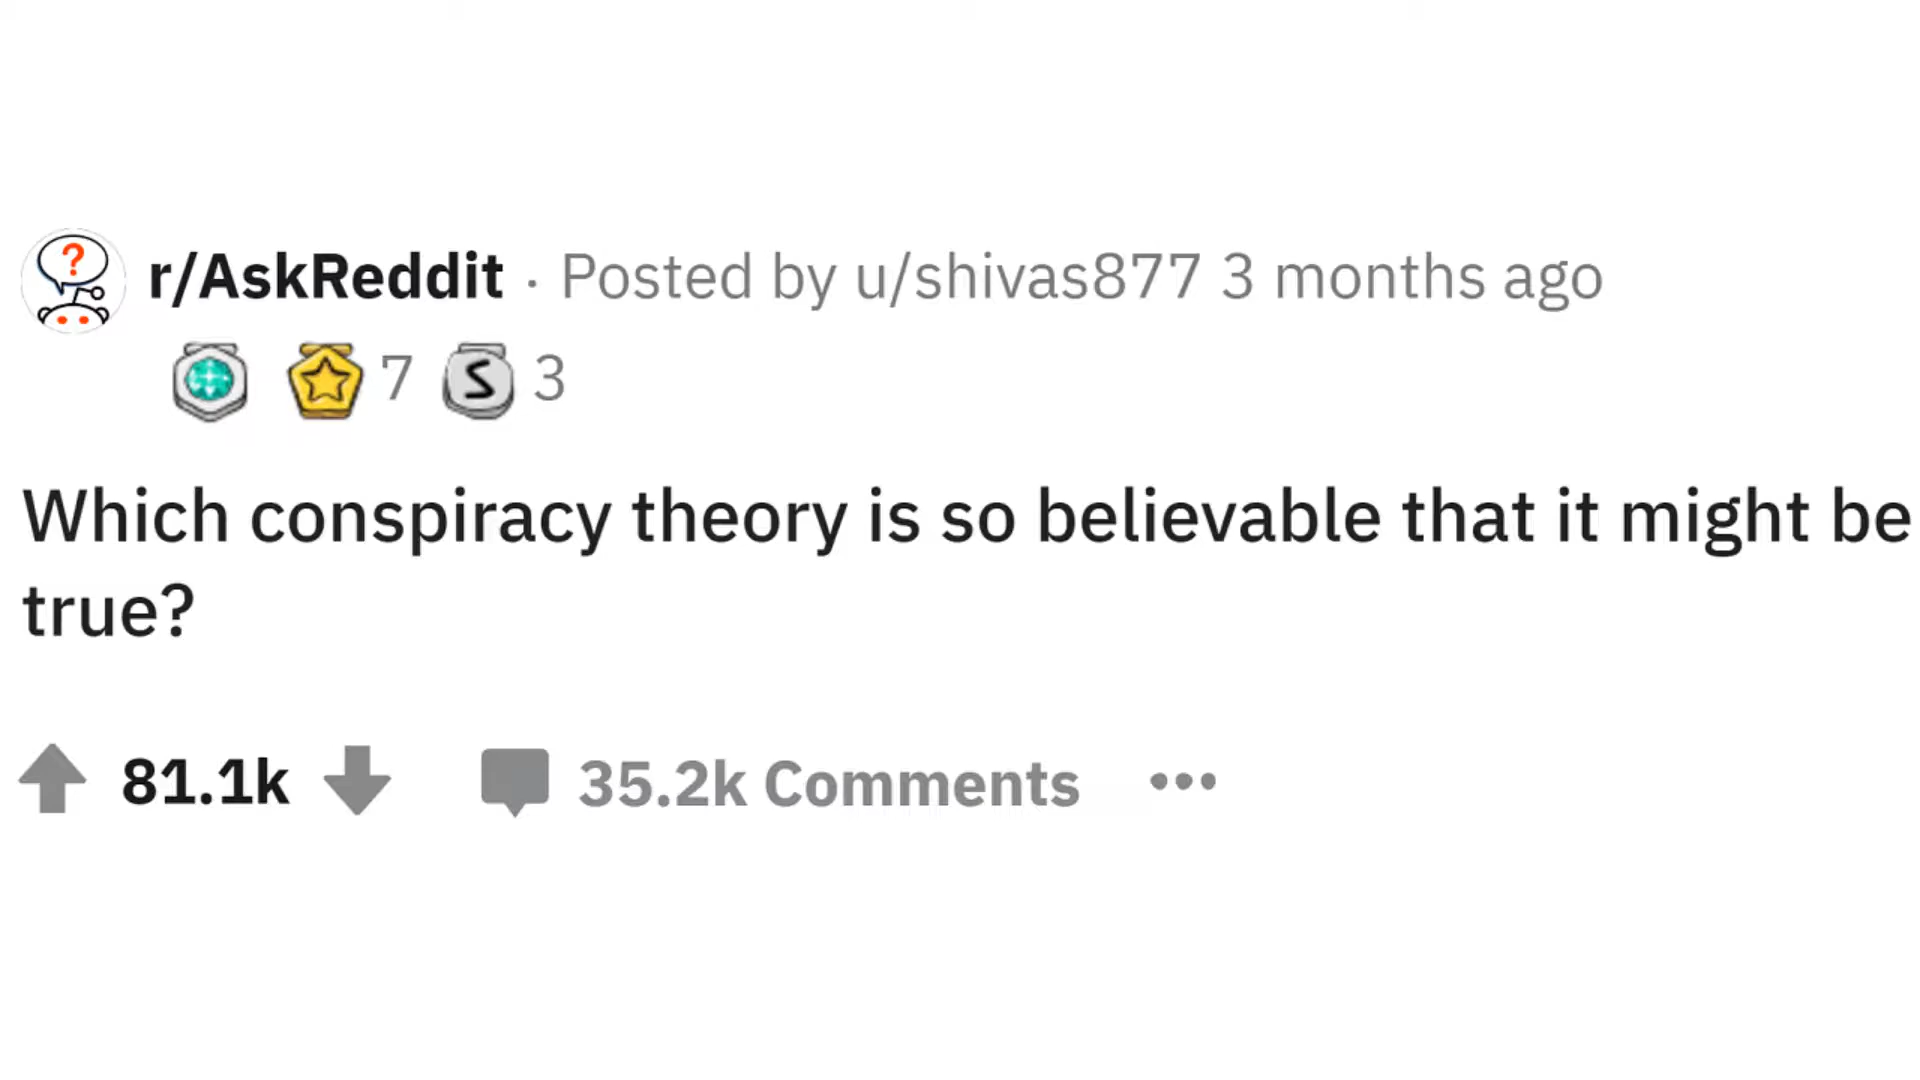 r/AskReddit · Posted by u/shivas877 3 months ago
7 S 3
Which conspiracy theory is so believable that it might be
true?
81.1k 35.2k Comments •••